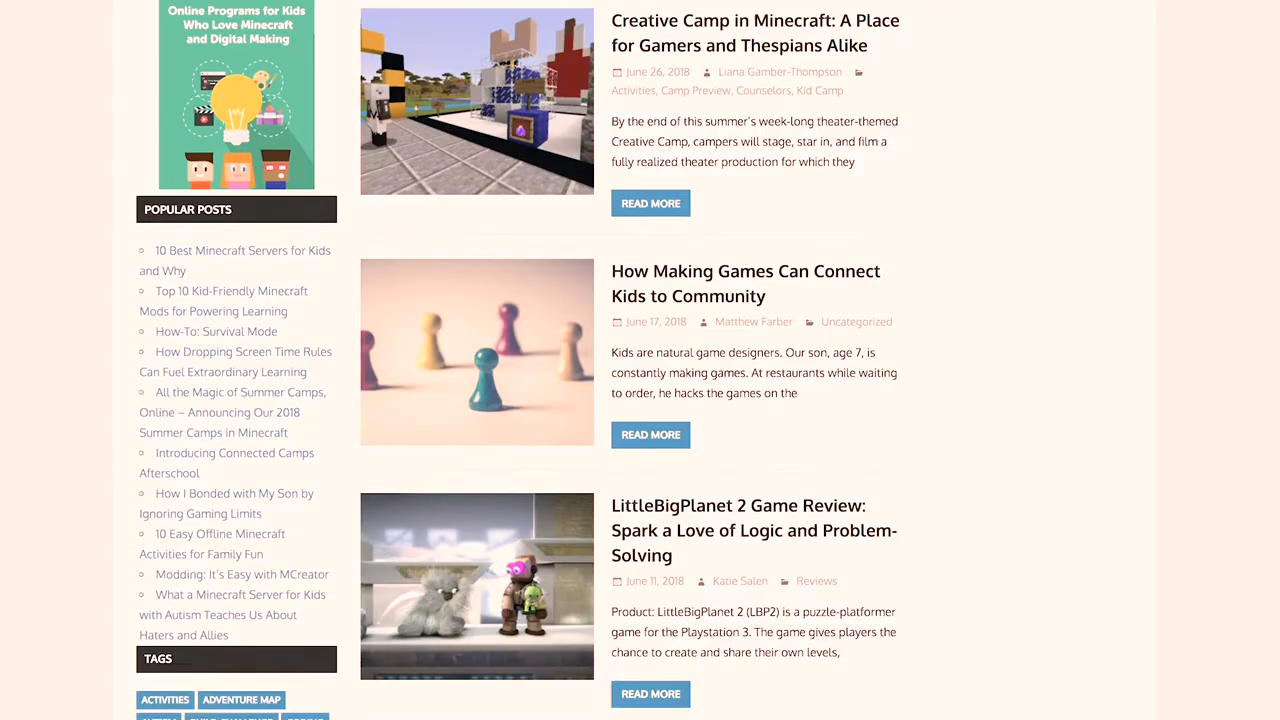 Online Programs for Kids
Who Love Minecraft
and Digital Making
POPULAR POSTS
10 Best Minecraft Servers for Kids
and Why
Top 10 Kid-Friendly Minecraft
Mods for Powering Learning
How-To: Survival Mode
How Dropping Screen Time Rules
Can Fuel Extraordinary Learning
All the Magic of Summer Camps,
Online – Announcing Our 2018
Summer Camps in Minecraft
Introducing Connected Camps
Afterschool
How I Bonded with My Son by
Ignoring Gaming Limits
10 Easy Offline Minecraft
Activities for Family Fun
Modding: It's Easy with MCreator
What a Minecraft Server for Kids
with Autism Teaches Us About
Haters and Allies
TAGS
ACTIVITIES ADVENTURE MAP
Creative Camp in Minecraft: A Place
for Gamers and Thespians Alike
June 26, 2018 Liana Gamber-Thompson
Activities, Camp Preview, Counselors, Kid Camp
By the end of this summer's week-long theater-themed
Creative Camp, campers will stage, star in, and film a
fully realized theater production for which they
READ MORE
How Making Games Can Connect
Kids to Community
June 17, 2018 Matthew Farber Uncategorized
Kids are natural game designers. Our son, age 7, is
constantly making games. At restaurants while waiting
to order, he hacks the games on the
READ MORE
LittleBigPlanet 2 Game Review:
Spark a Love of Logic and Problem-
Solving
June 11, 2018 Katie Salen Reviews
Product: LittleBigPlanet 2 (LBP2) is a puzzle-platformer
game for the Playstation 3. The game gives players the
chance to create and share their own levels,
READ MORE